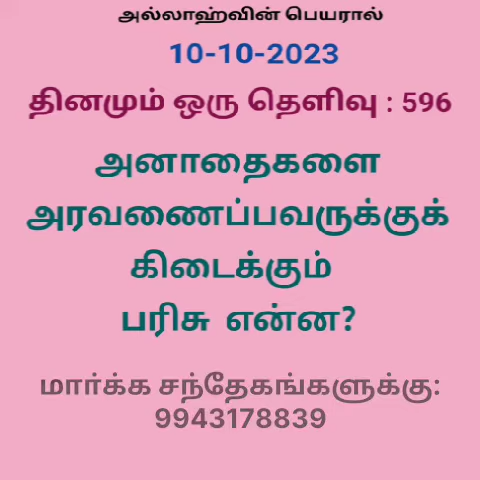 அல்லாஹ்வின் பெயரால்
10-10-2023
தினமும் ஒரு தெளிவு : 596
அனாதைகளை
அரவணைப்பவருக்குக்
கிடைக்கும்
பரிசு என்ன?
மார்க்க சந்தேகங்களுக்கு:
9943178839